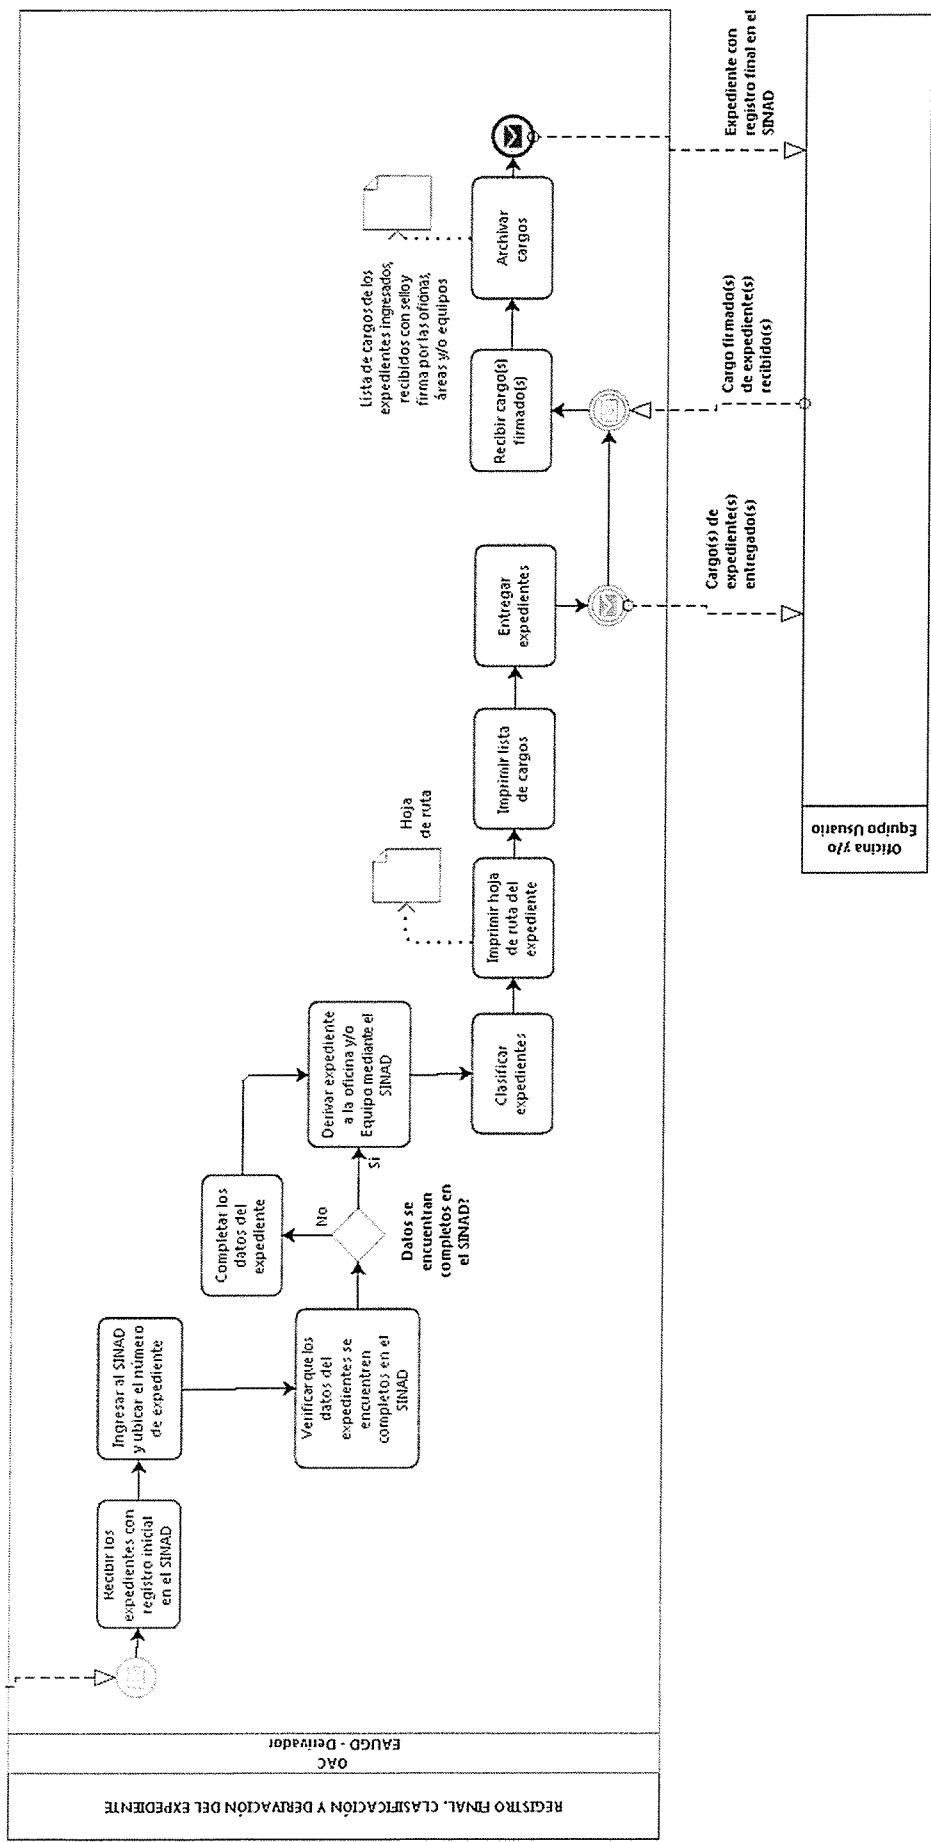 REGISTRO FINAL. CLASIFICACIÓN Y DERIVACIÓN DEL EXPEDIENTE
OAC
EAUGD - Derivador
Recibir los
expedientes con
registro inicial
en el SINAD
Ingresar al SINAD
y ubicar el número
de expediente
Verificar que los
datos del
expedientes se
encuentren
completos en el
SINAD
Datos se
encuentran
completos en
el SINAD?
No
Si
Completar los
datos del
expediente
Derivar expediente
a la oficina y/o
Equipo mediante el
SINAD
Clasificar
expedientes
Imprimir hoja
de ruta del
expediente
Hoja
de ruta
Imprimir lista
de cargos
Entregar
expedientes
Cargo(s) de
expediente(s)
entregado(s)
Cargo firmado(s)
de expediente(s)
recibido(s)
Recibir cargo(s)
firmado(s)
Lista de cargos de los
expedientes ingresados,
recibidos con sello y
firma por las oficinas,
áreas y/o equipos
Archivar
cargos
Expediente con
registro final en el
SINAD
Oficina y/o
Equipo Usuario